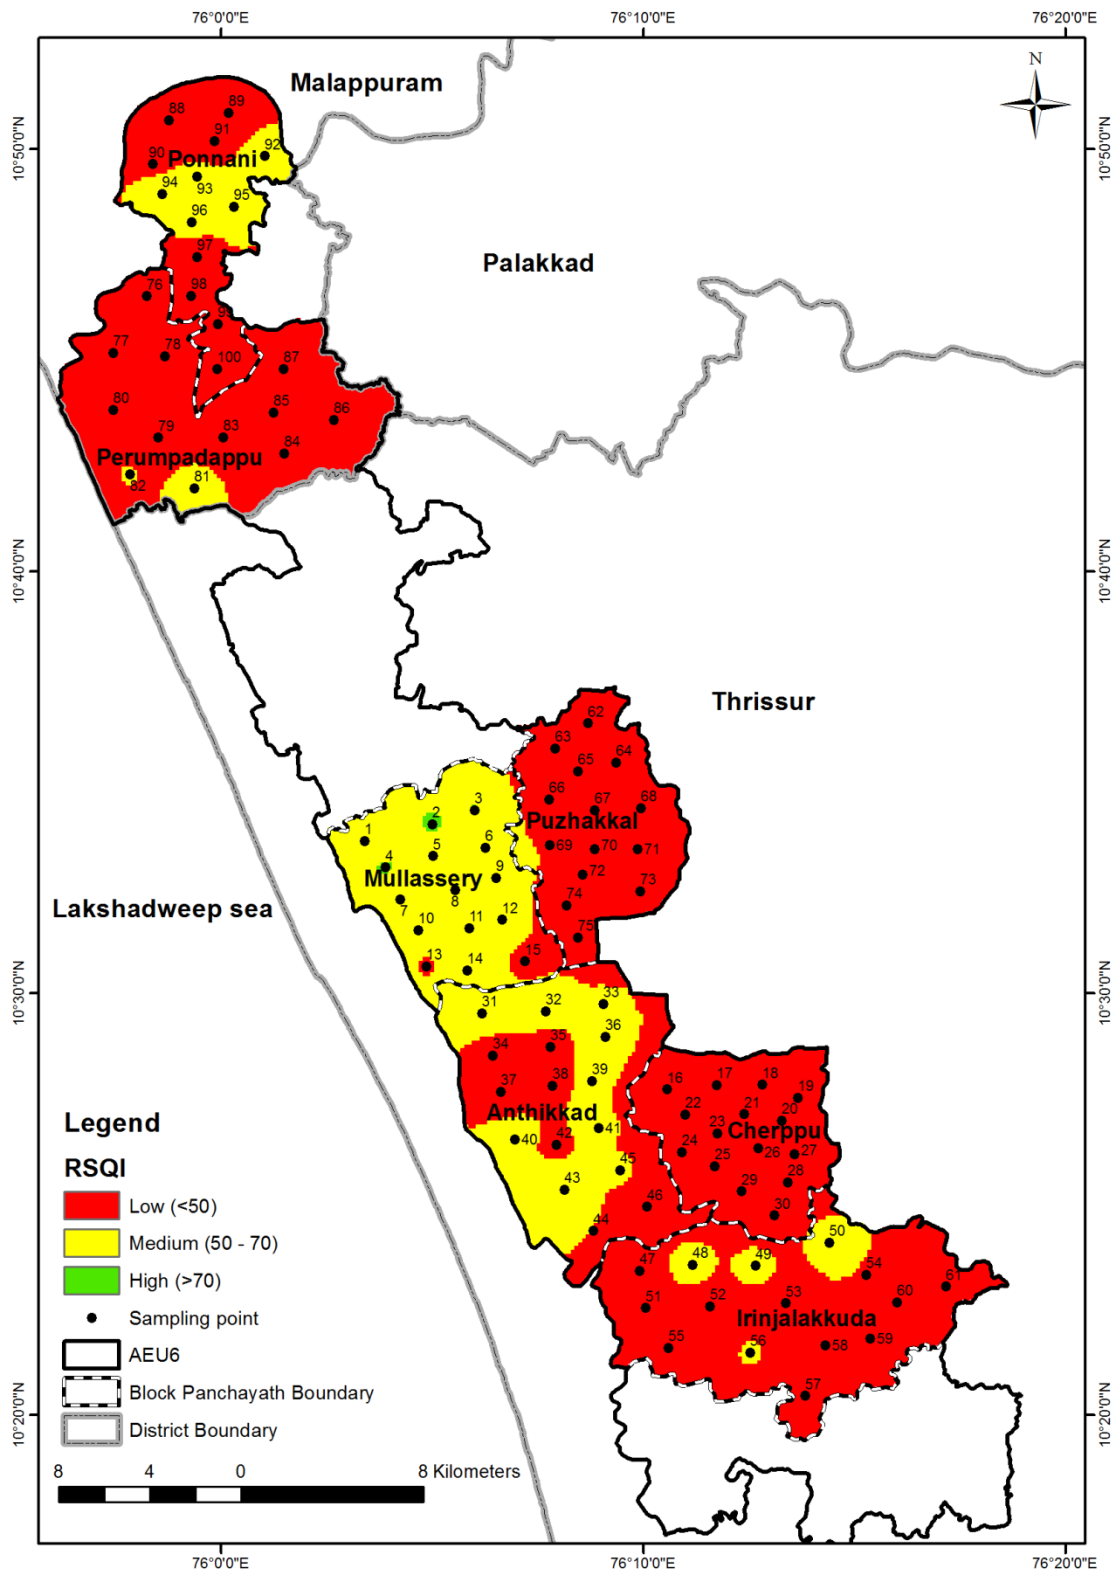 76°0'0"E 76°10'0"E 76°20'0"E
N
Malappuram
88 89
91
10°50'0"N 90 Ponnani 92 10°50'0"N
94 93 95
96
97
Palakkad
76 98
99
77 78 100 87
80 85 86
79 83 84
Perumpadappu
82 81
10°40'0"N 10°40'0"N
Thrissur
62
63 64
65
66 67 68
Puzhakkal
69 70 71
72 73
74
75
1 2 3
4 5 6
Mullassery 9
7 8
10 11 12
13 14 15
Lakshadweep sea
10°30'0"N 10°30'0"N
31 32 33
34 35 36
37 38 39
Anthikkad
40 42 41
43 45
44 46
16 17 18 19
22 21 20
23 Cherppu
24 25 26 27
29 28
30
47 48 49 50
51 52 53 54 60 61
Irinjalakkuda
55 56 58 59
57
10°20'0"N 10°20'0"N
Legend
RSQI
Low (<50)
Medium (50 - 70)
High (>70)
Sampling point
AEU6
Block Panchayath Boundary
District Boundary
8 4 0 8 Kilometers
76°0'0"E 76°10'0"E 76°20'0"E